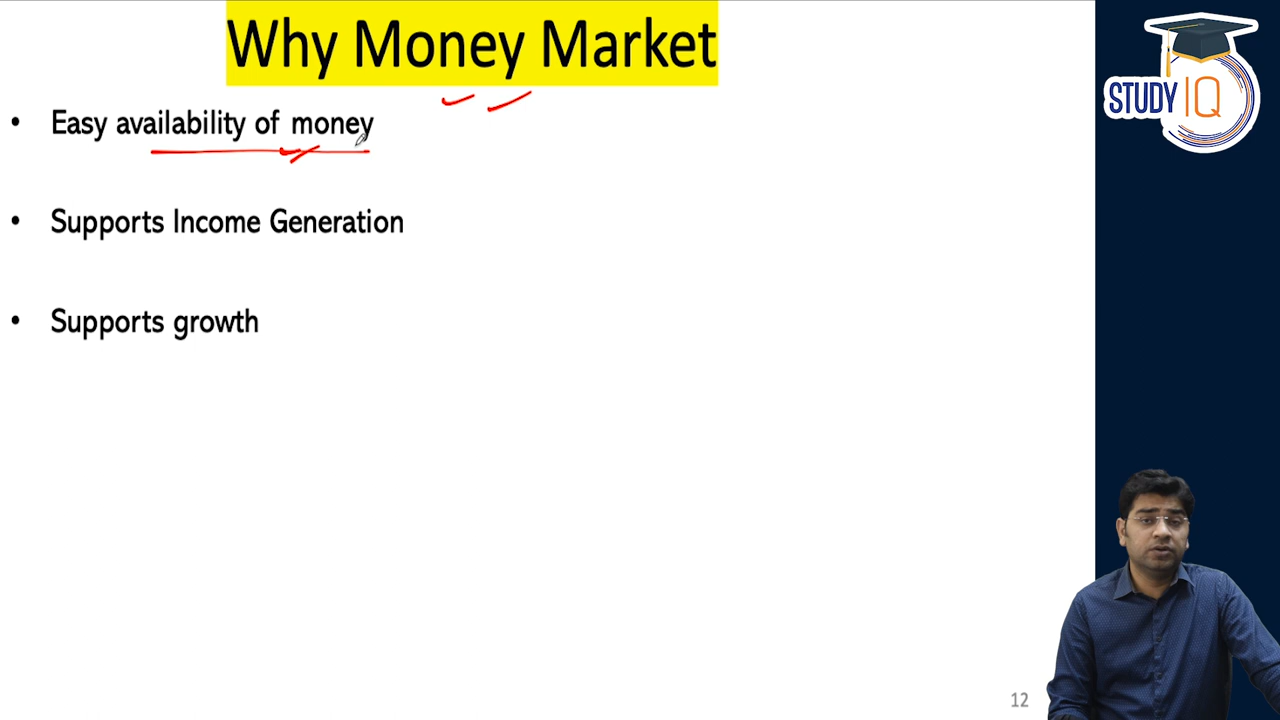 Why Money Market
• Easy availability of money
• Supports Income Generation
• Supports growth
STUDY IQ
12